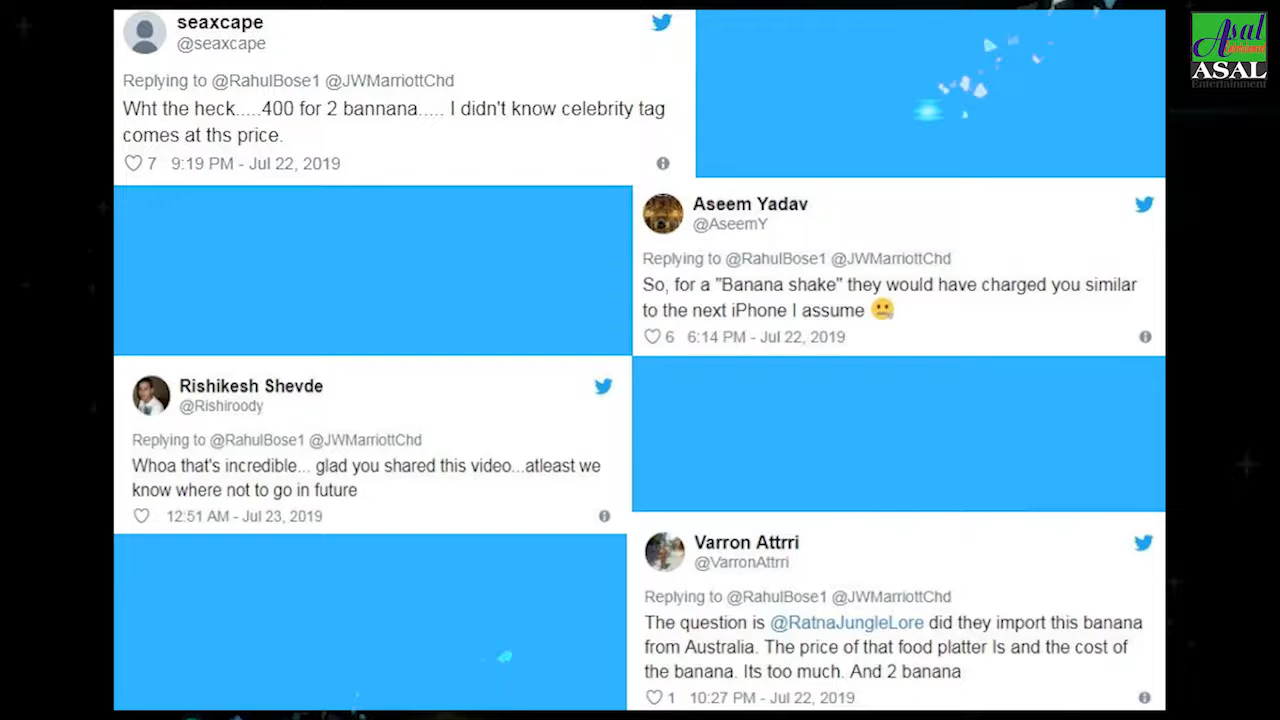 seaxcape
@seaxcape
Replying to @RahulBose1 @JWMarriottChd
Wht the heck.....400 for 2 bannana..... I didn't know celebrity tag
comes at ths price.
7 9:19 PM - Jul 22, 2019
Aseem Yadav
@AseemY
Replying to @RahulBose1 @JWMarriottChd
So, for a "Banana shake" they would have charged you similar
to the next iPhone I assume 🤐
6 6:14 PM - Jul 22, 2019
Rishikesh Shevde
@Rishiroody
Replying to @RahulBose1 @JWMarriottChd
Whoa that's incredible... glad you shared this video...atleast we
know where not to go in future
12:51 AM - Jul 23, 2019
Varron Attrri
@VarronAttrri
Replying to @RahulBose1 @JWMarriottChd
The question is @RatnaJungleLore did they import this banana
from Australia. The price of that food platter Is and the cost of
the banana. Its too much. And 2 banana
1 10:27 PM - Jul 22, 2019
Asal
ASAL
Entertainment